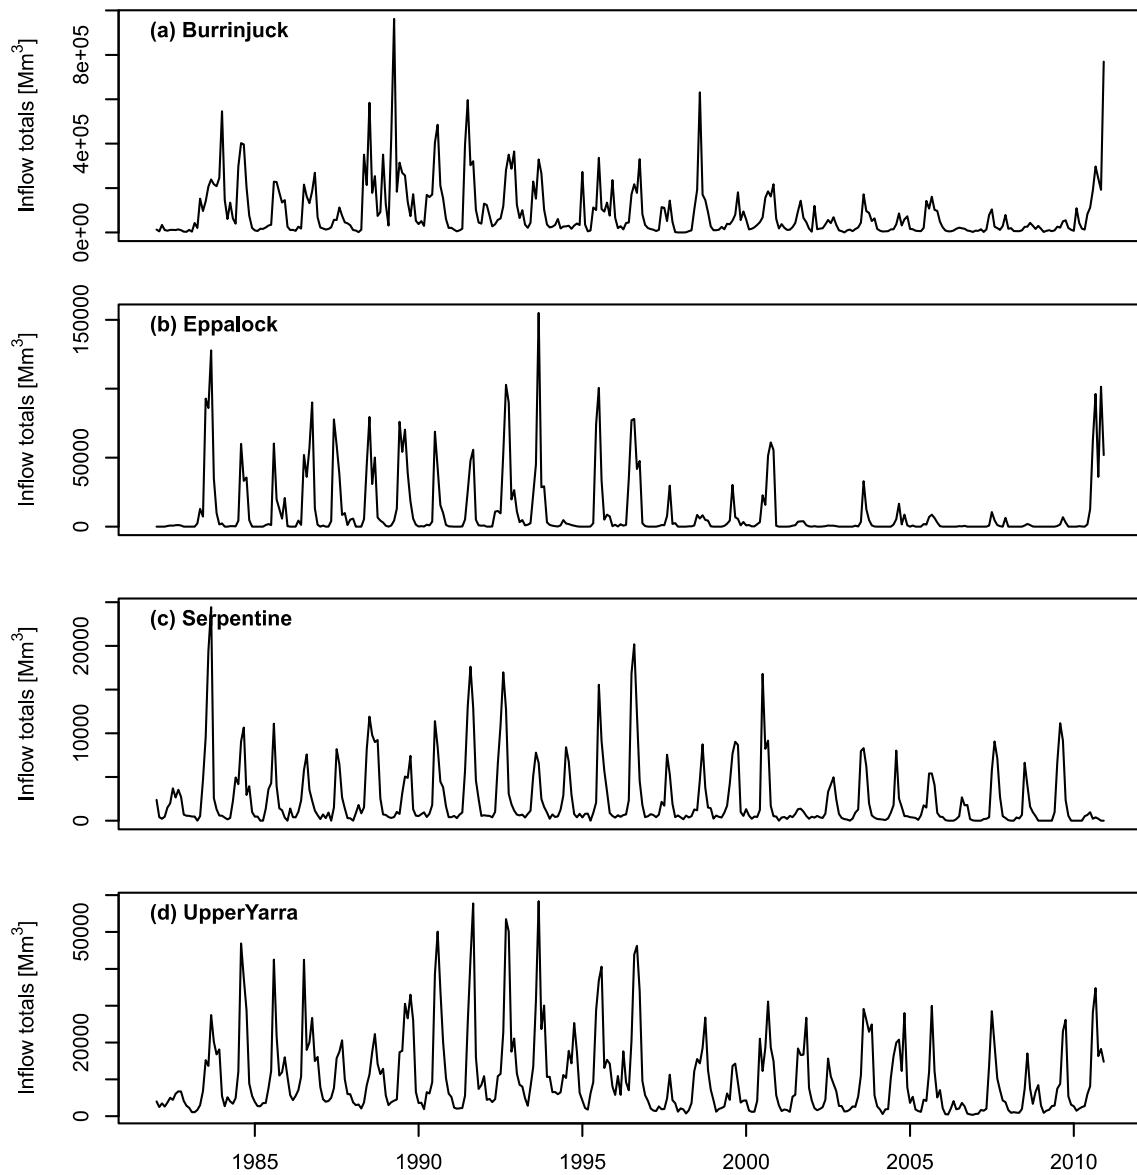 (a) Burrinjuck
Inflow totals [Mm³]
0e+00
4e+05
8e+05
(b) Eppalock
Inflow totals [Mm³]
0
50000
150000
(c) Serpentine
Inflow totals [Mm³]
0
10000
20000
(d) UpperYarra
Inflow totals [Mm³]
0
20000
50000
1985 1990 1995 2000 2005 2010